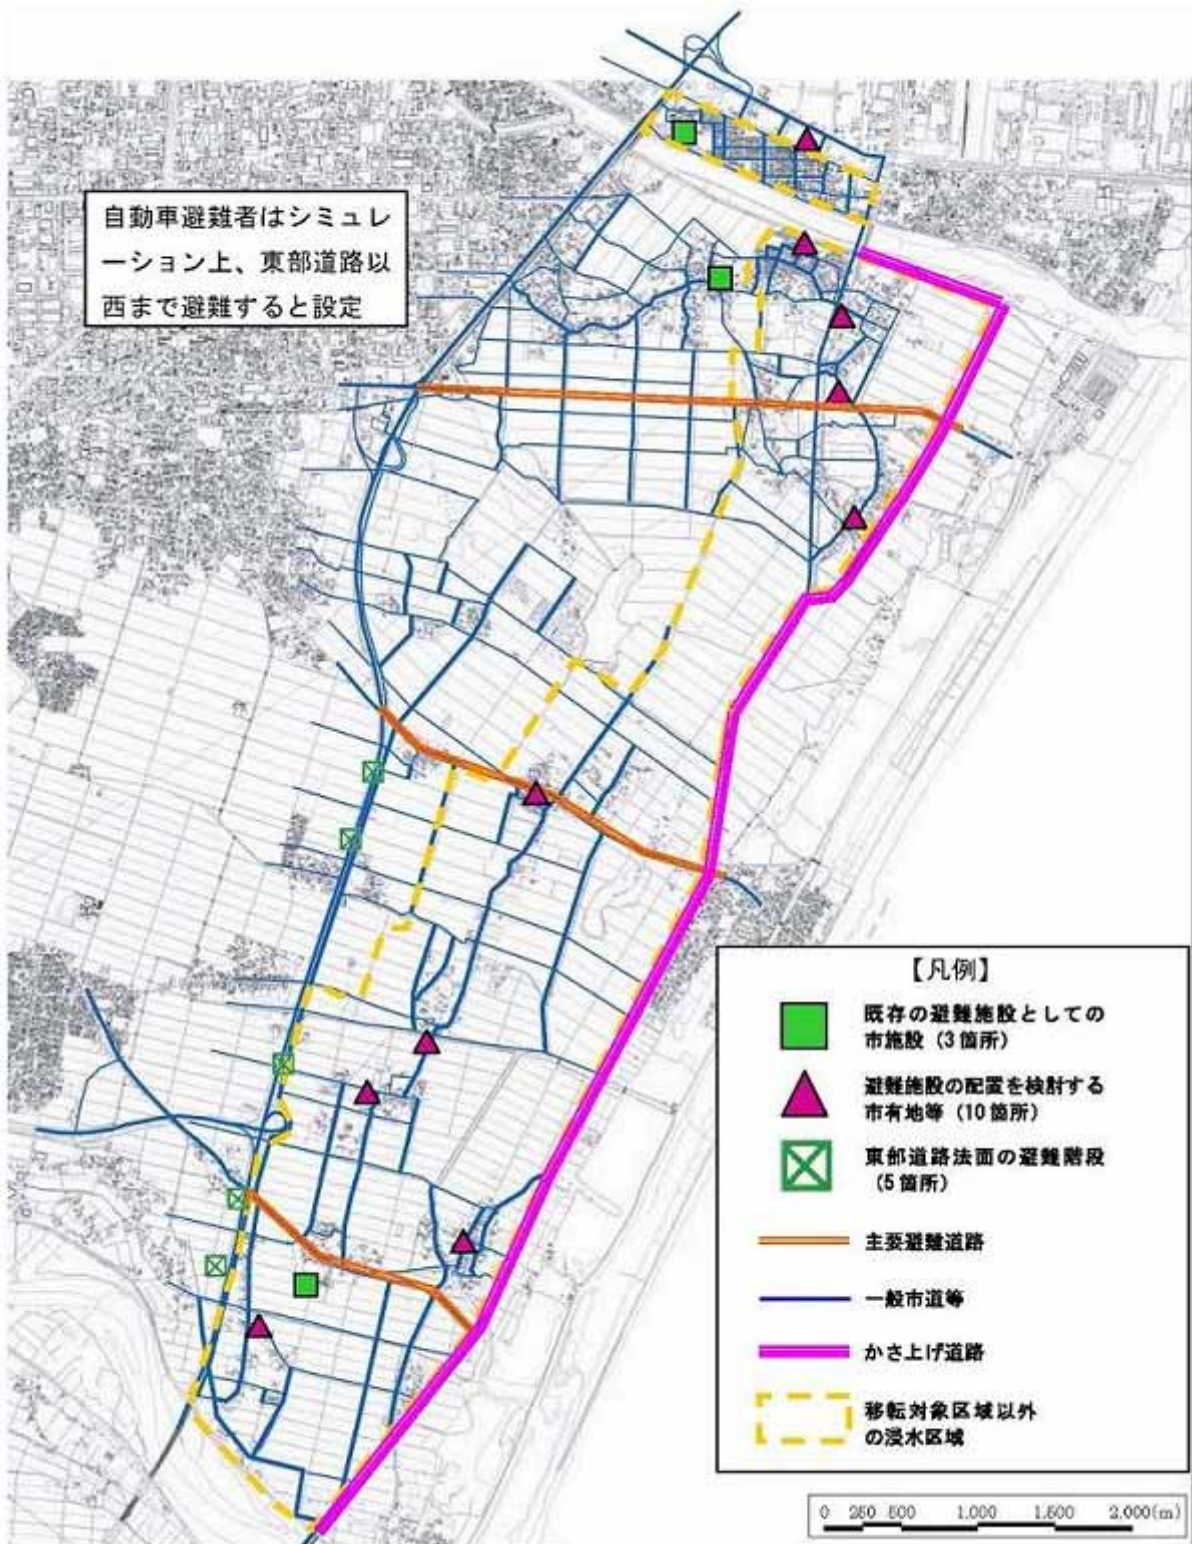 自動車避難者はシミュレ
ーション上、東部道路以
西まで避難すると設定
【凡例】
既存の避難施設としての
市施設（3箇所）
避難施設の配置を検討する
市有地等（10箇所）
東部道路法面の避難階段
（5箇所）
主要避難道路
一般市道等
かさ上げ道路
移転対象区域以外
の浸水区域
0 250 500 1,000 1,500 2,000(m)